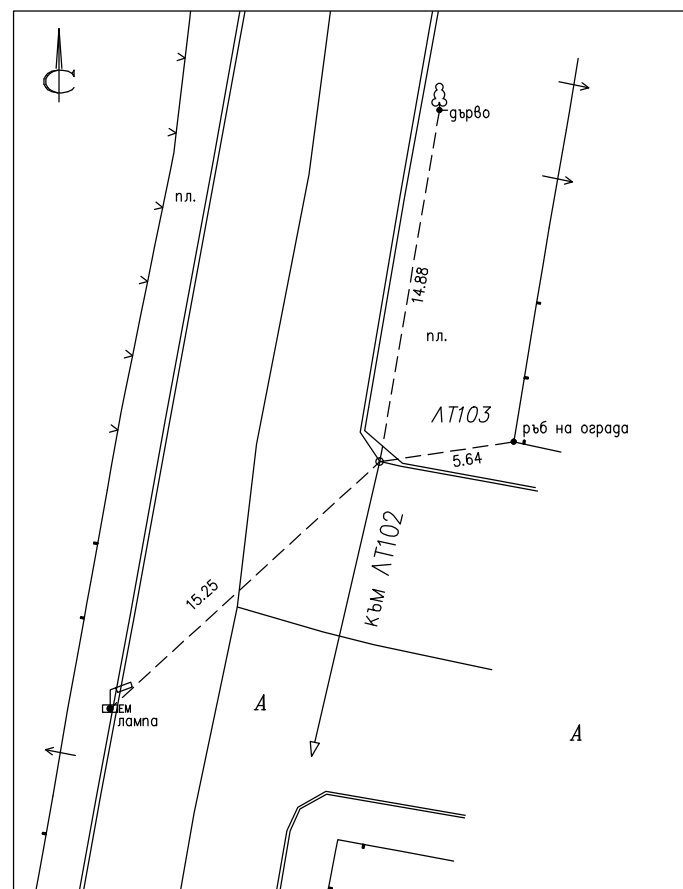 С
дърво
пл.
14.88
пл.
ЛТ103
ръб на ограда
5.64
към ЛТ102
15.25
ЕМ
лампа
А
А